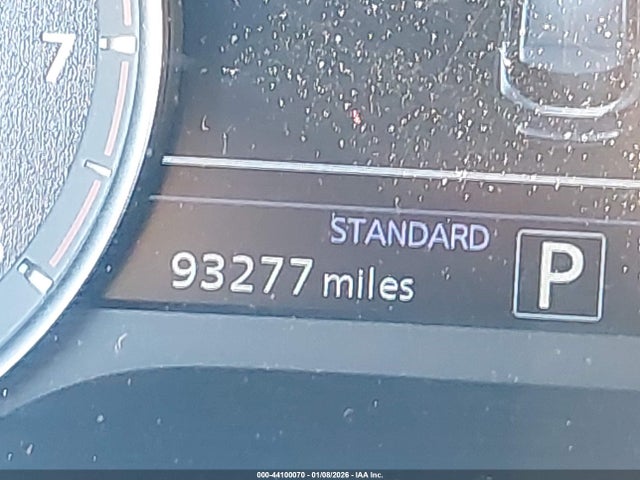 7
STANDARD
93277 miles
P
000-44100070 - 01/08/2026 - IAA Inc.